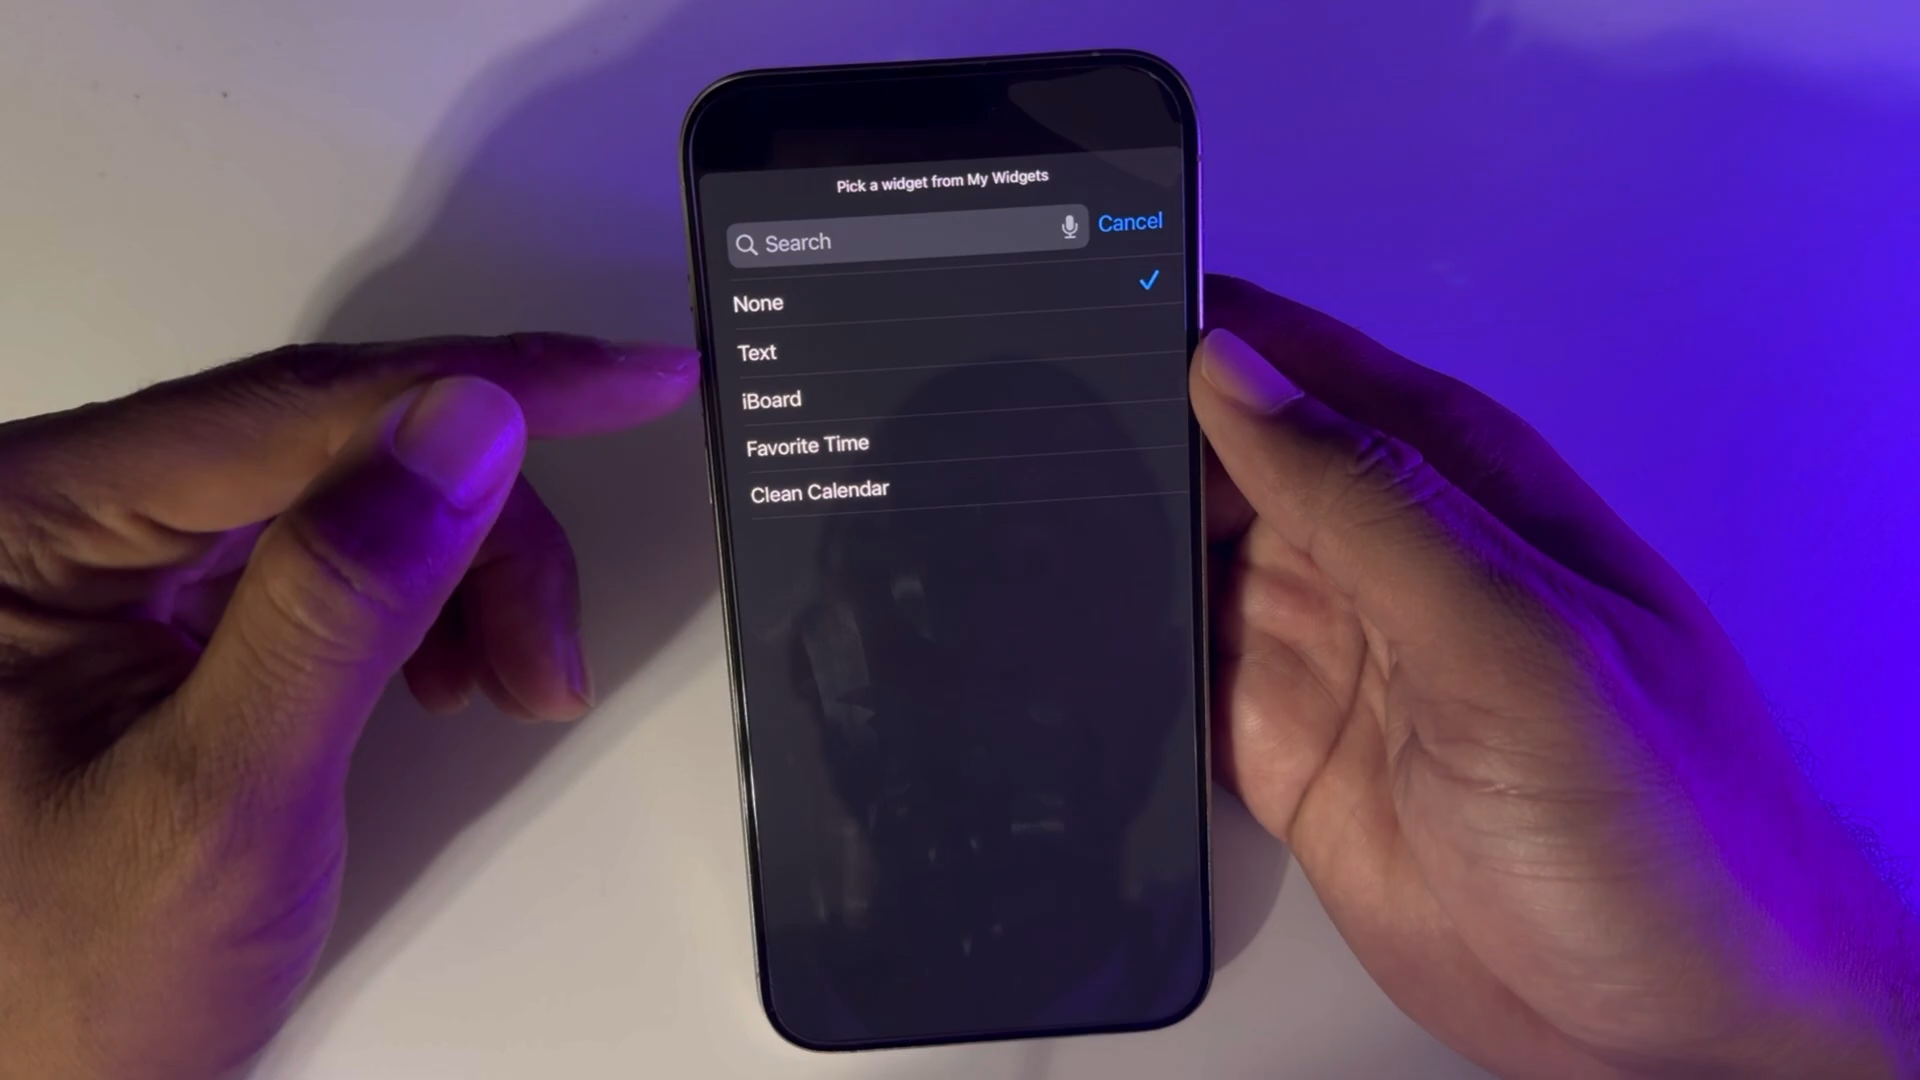 Pick a widget from My Widgets
Search
Cancel
None
Text
iBoard
Favorite Time
Clean Calendar